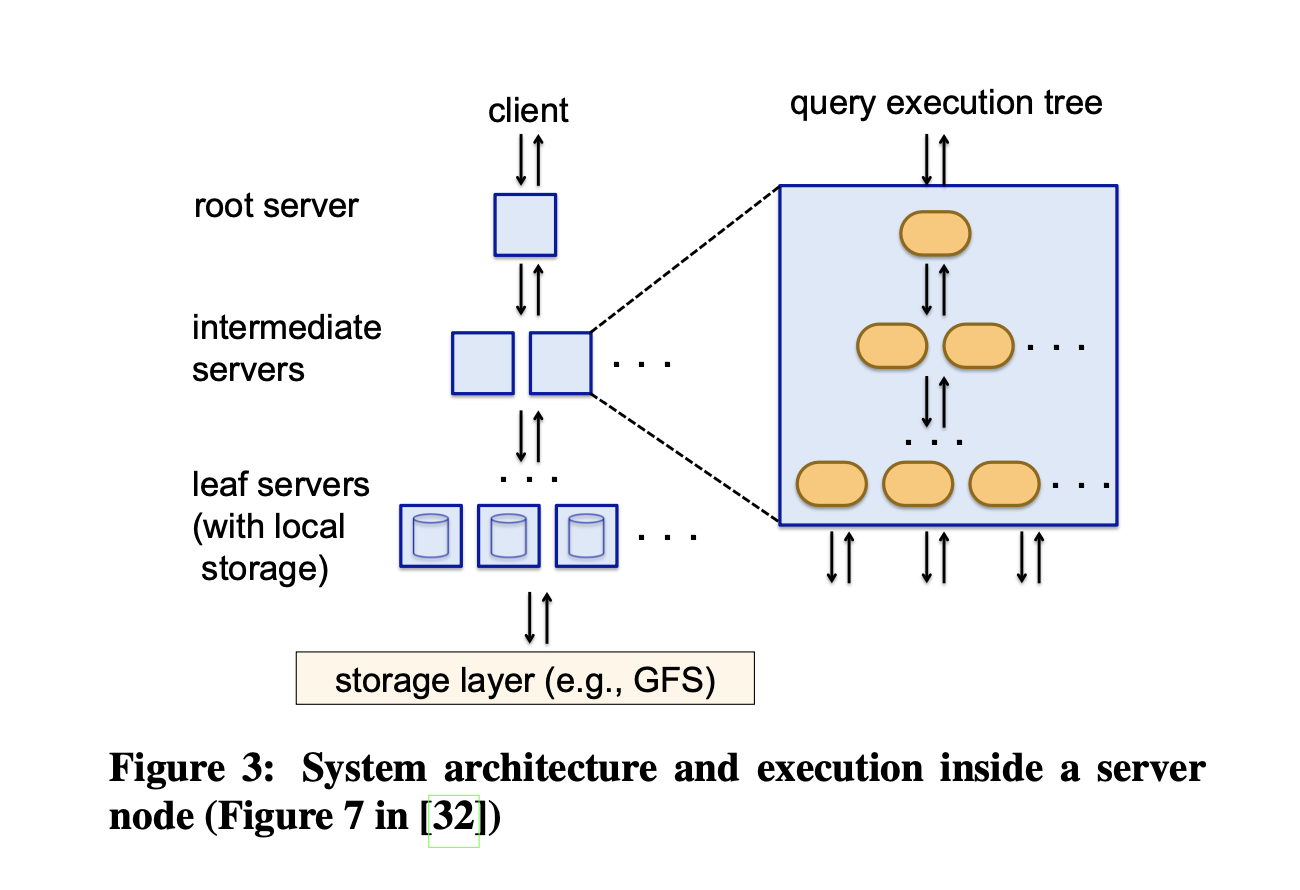 client
query execution tree
root server
intermediate
servers
leaf servers
(with local
storage)
storage layer (e.g., GFS)
Figure 3: System architecture and execution inside a server
node (Figure 7 in [32])